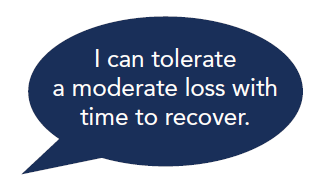 I can tolerate
a moderate loss with
time to recover.